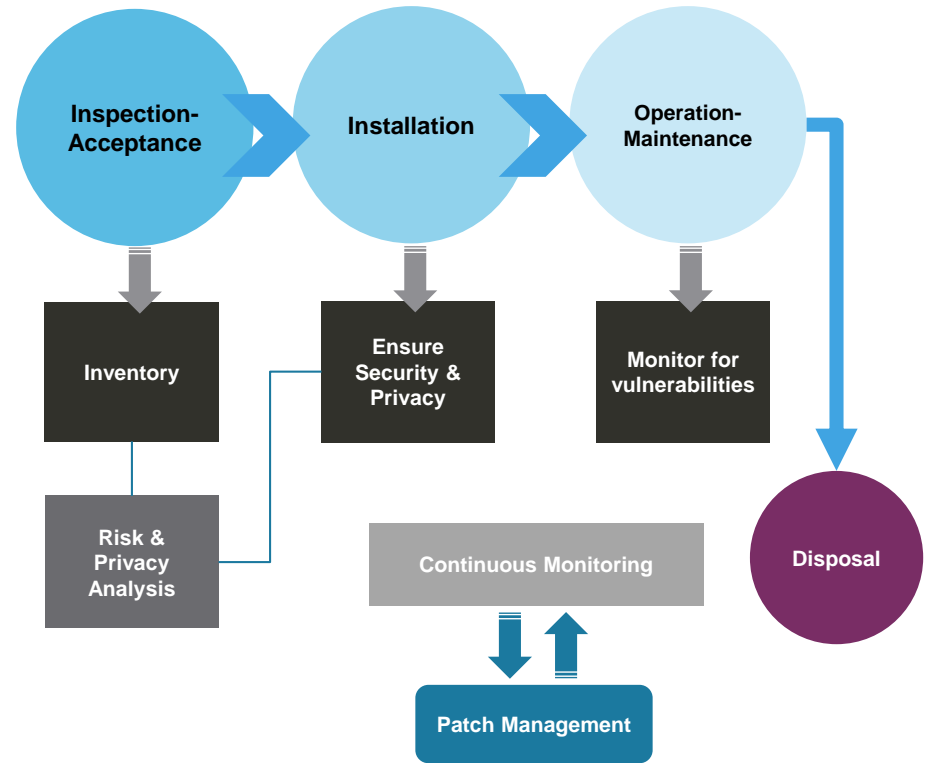 Inspection-
Acceptance
Installation
Operation-
Maintenance
Inventory
Ensure
Security &
Privacy
Monitor for
vulnerabilities
Risk &
Privacy
Analysis
Continuous Monitoring
Disposal
Patch Management